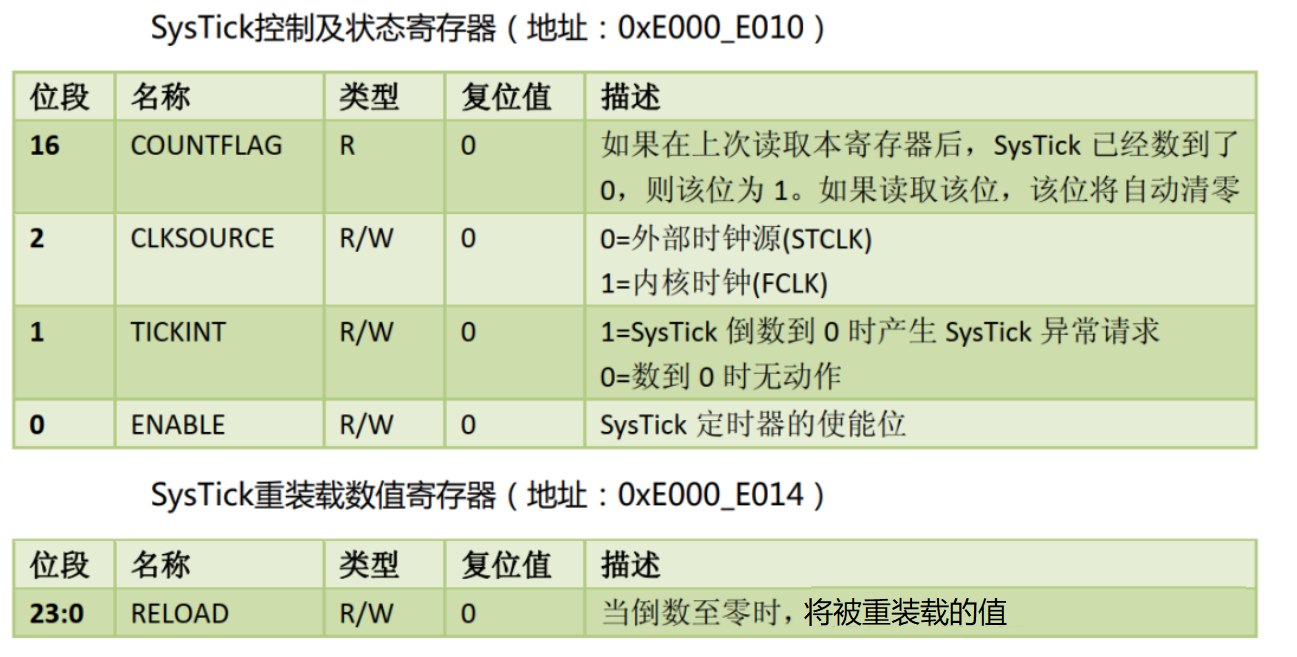 SysTick控制及状态寄存器（地址：0xE000_E010）
位段 名称 类型 复位值 描述
16 COUNTFLAG R 0 如果在上次读取本寄存器后，SysTick 已经数到了
0，则该位为 1。如果读取该位，该位将自动清零
2 CLKSOURCE R/W 0 0=外部时钟源(STCLK)
1=内核时钟(FCLK)
1 TICKINT R/W 0 1=SysTick 倒数到 0 时产生 SysTick 异常请求
0=数到 0 时无动作
0 ENABLE R/W 0 SysTick 定时器的使能位
SysTick重装载数值寄存器（地址：0xE000_E014）
位段 名称 类型 复位值 描述
23:0 RELOAD R/W 0 当倒数至零时，将被重装载的值